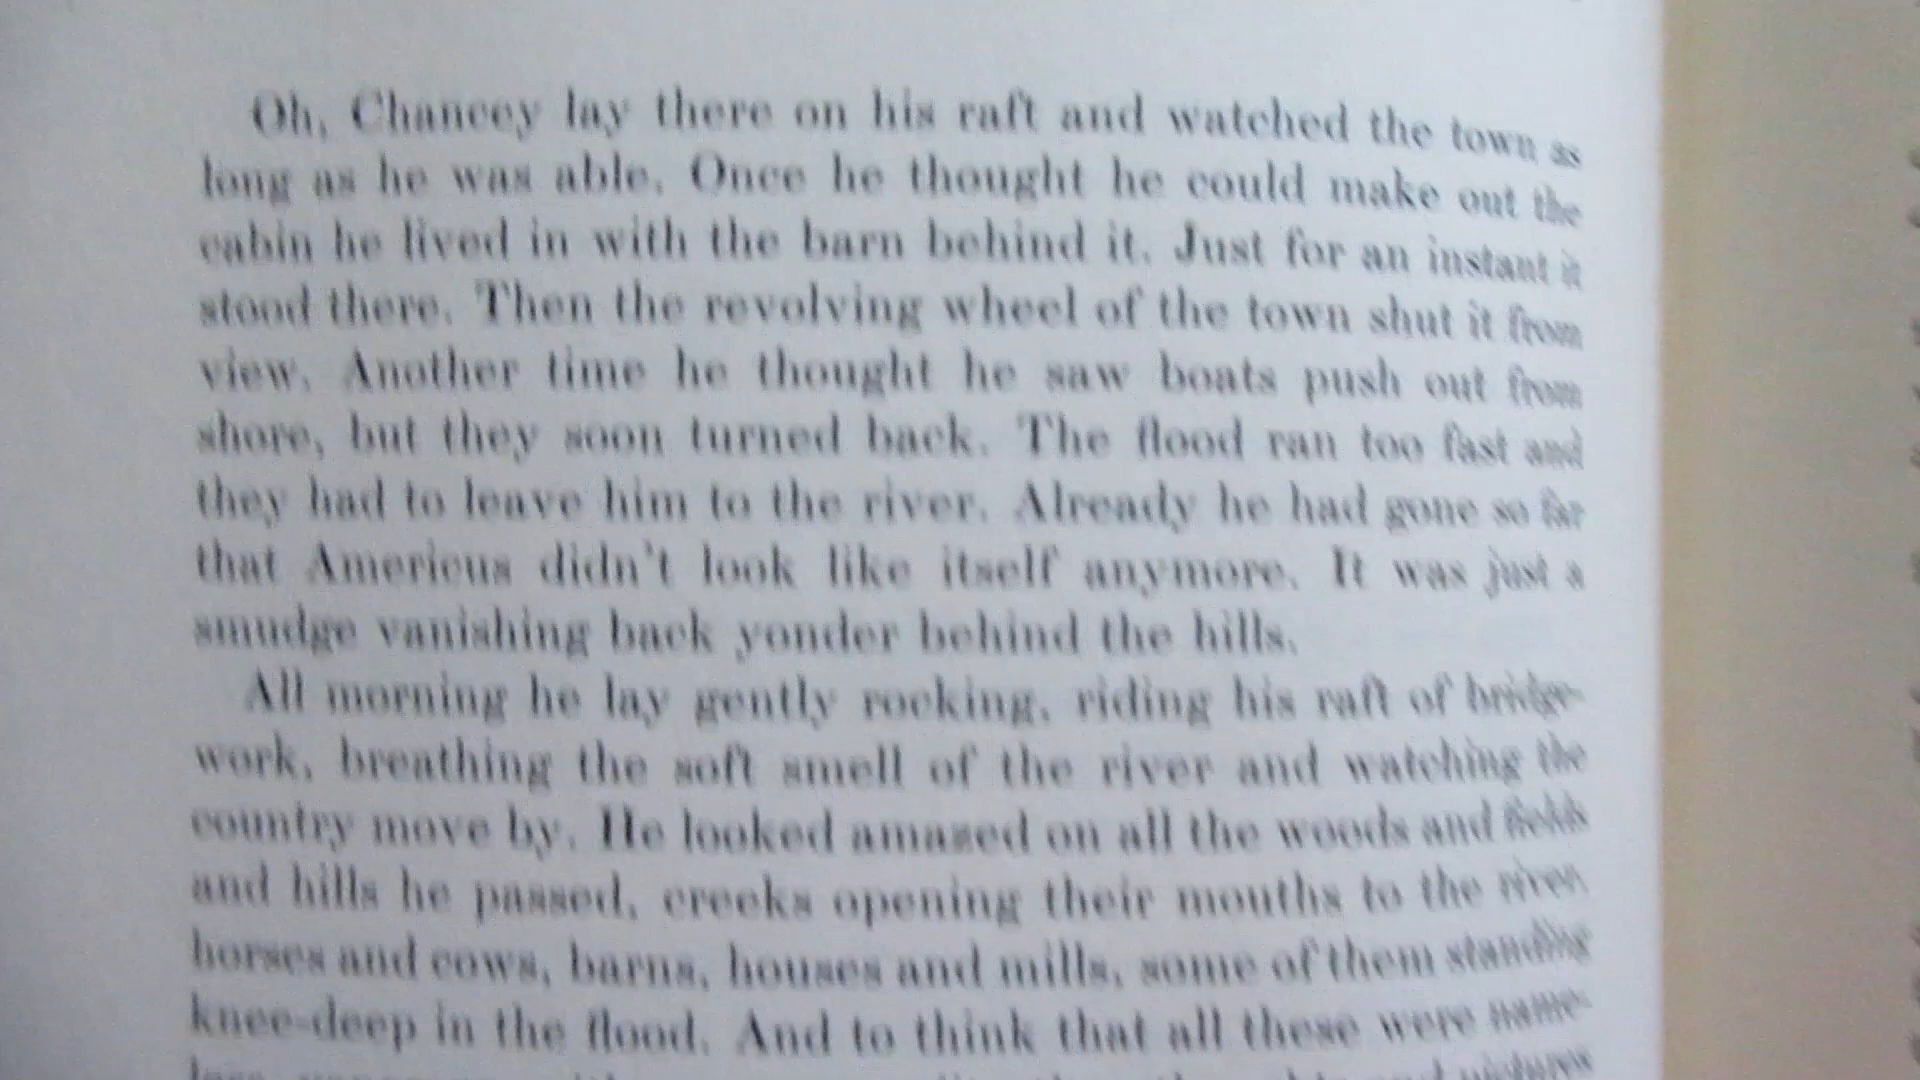 Oh, Chancey lay there on his raft and watched the town as
long as he was able. Once he thought he could make out the
cabin he lived in with the barn behind it. Just for an instant it
stood there. Then the revolving wheel of the town shut it from
view. Another time he thought he saw boats push out from
shore, but they soon turned back. The flood ran too fast and
they had to leave him to the river. Already he had gone so far
that Americus didn't look like itself anymore. It was just a
smudge vanishing back yonder behind the hills.
All morning he lay gently rocking, riding his raft of bridge-
work, breathing the soft smell of the river and watching the
country move by. He looked amazed on all the woods and fields
and hills he passed, creeks opening their mouths to the river,
horses and cows, barns, houses and mills, some of them standing
knee-deep in the flood. And to think that all these were name-
and pictures